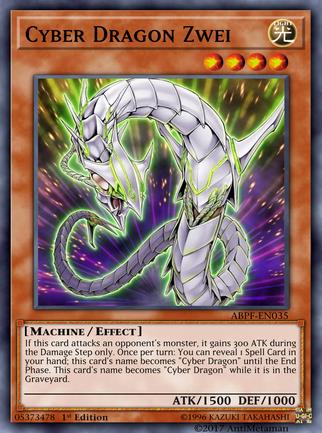 CYBER DRAGON ZWEI
LIGHT
光
ABPF-EN035
[MACHINE / EFFECT]
If this card attacks an opponent's monster, it gains 300 ATK during
the Damage Step only. Once per turn: You can reveal 1 Spell Card in
your hand; this card's name becomes "Cyber Dragon" until the End
Phase. This card's name becomes "Cyber Dragon" while it is in the
Graveyard.
ATK/1500 DEF/1000
05373478 1st Edition ©1996 KAZUKI TAKAHASHI
©2017 AntiMetaman